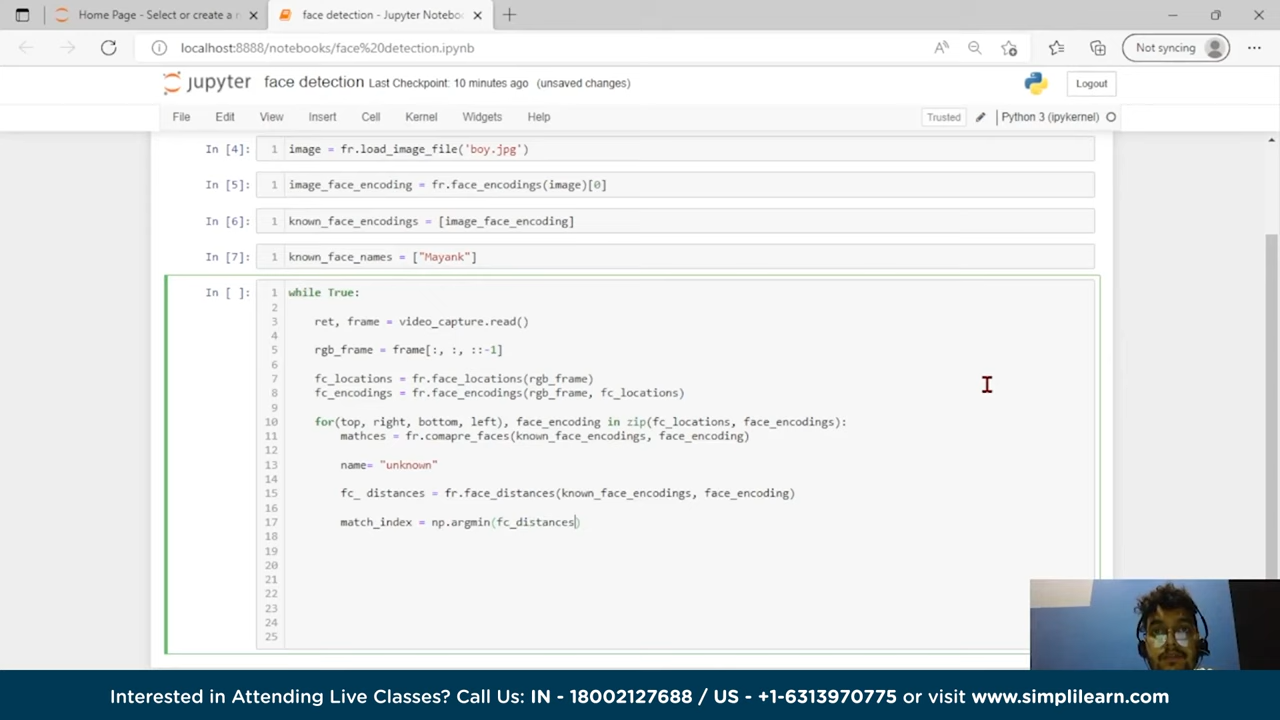 Home Page - Select or create a n
face detection - Jupyter Noteboo
localhost:8888/notebooks/face%20detection.ipynb
Not syncing
jupyter face detection Last Checkpoint: 10 minutes ago (unsaved changes)
Logout
File Edit View Insert Cell Kernel Widgets Help
Trusted Python 3 (ipykernel)
In [4]: 1 image = fr.load_image_file('boy.jpg')
In [5]: 1 image_face_encoding = fr.face_encodings(image)[0]
In [6]: 1 known_face_encodings = [image_face_encoding]
In [7]: 1 known_face_names = ["Mayank"]
In [ ]: 1 while True:
2
3 ret, frame = video_capture.read()
4
5 rgb_frame = frame[:, :, ::-1]
6
7 fc_locations = fr.face_locations(rgb_frame)
8 fc_encodings = fr.face_encodings(rgb_frame, fc_locations)
9
10 for(top, right, bottom, left), face_encoding in zip(fc_locations, face_encodings):
11 mathces = fr.comapre_faces(known_face_encodings, face_encoding)
12
13 name= "unknown"
14
15 fc_ distances = fr.face_distances(known_face_encodings, face_encoding)
16
17 match_index = np.argmin(fc_distances)
18
19
20
21
22
23
24
25
Interested in Attending Live Classes? Call Us: IN - 18002127688 / US - +1-6313970775 or visit www.simplilearn.com